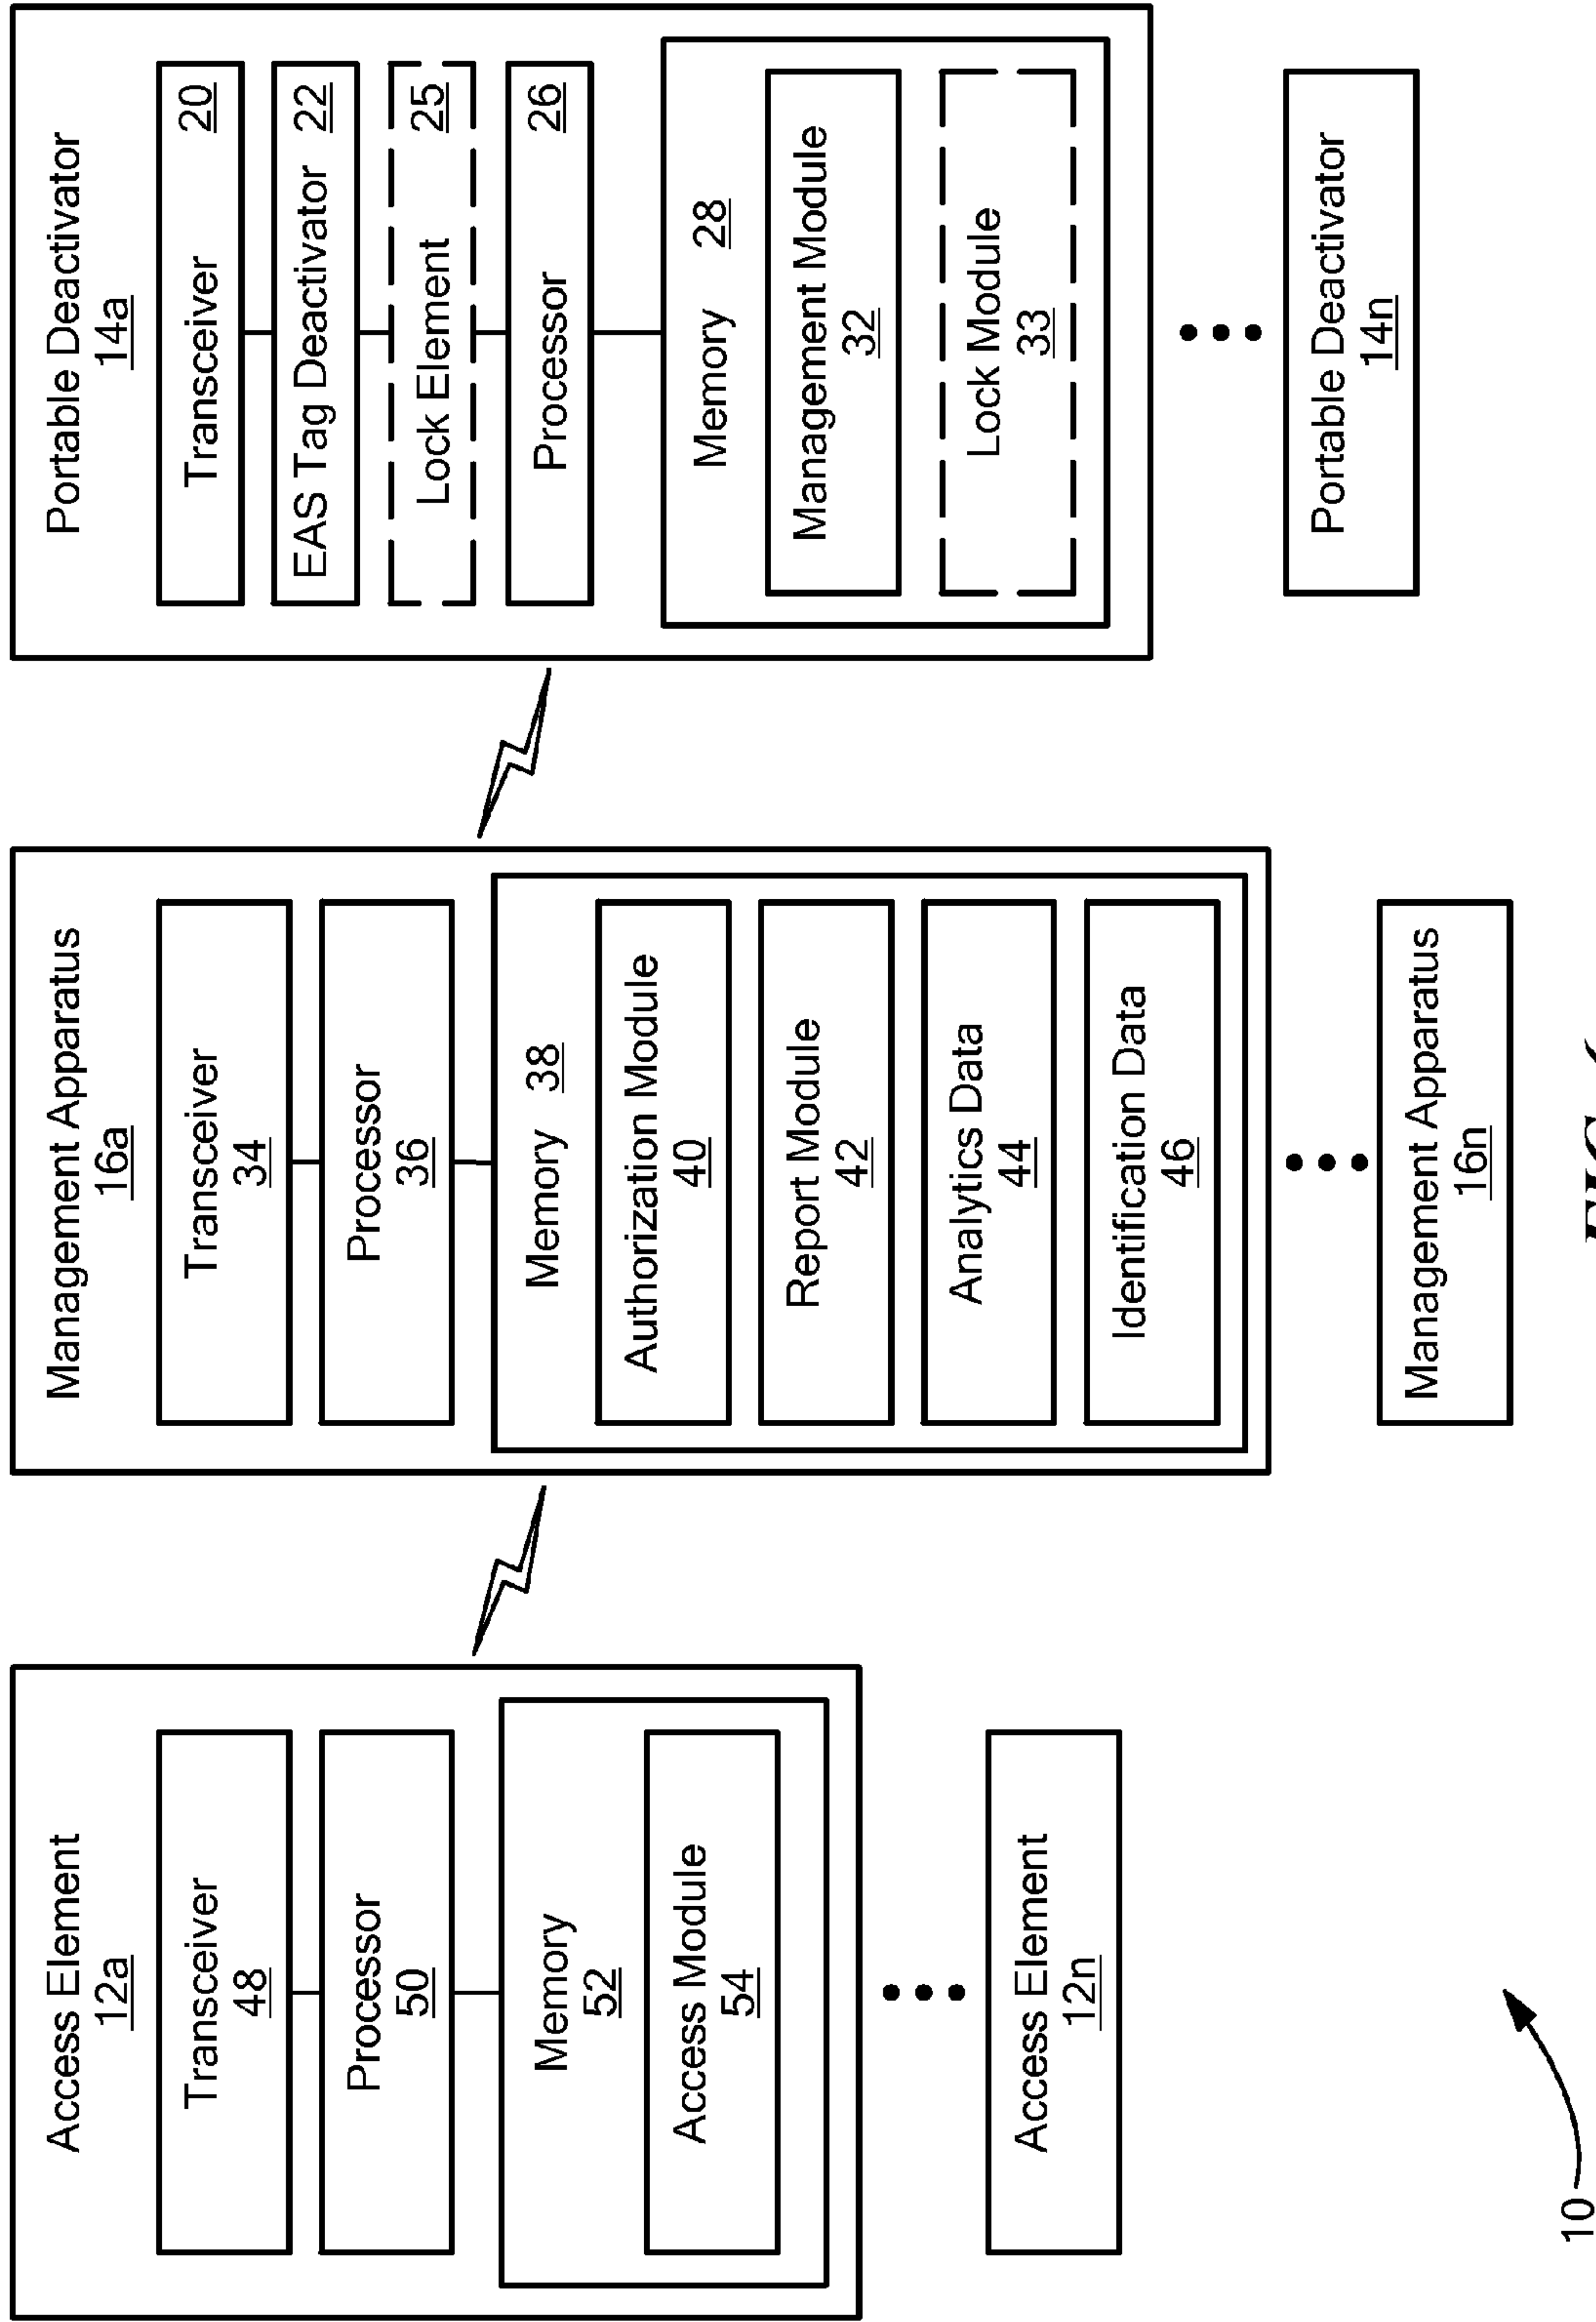 Access Element
12a
Transceiver
48
Processor
50
Memory
52
Access Module
54
Access Element
12n
Management Apparatus
16a
Transceiver
34
Processor
36
Memory 38
Authorization Module
40
Report Module
42
Analytics Data
44
Identification Data
46
Management Apparatus
16n
Portable Deactivator
14a
Transceiver 20
EAS Tag Deactivator 22
Lock Element 25
Processor 26
Memory 28
Management Module
32
Lock Module
33
Portable Deactivator
14n
10